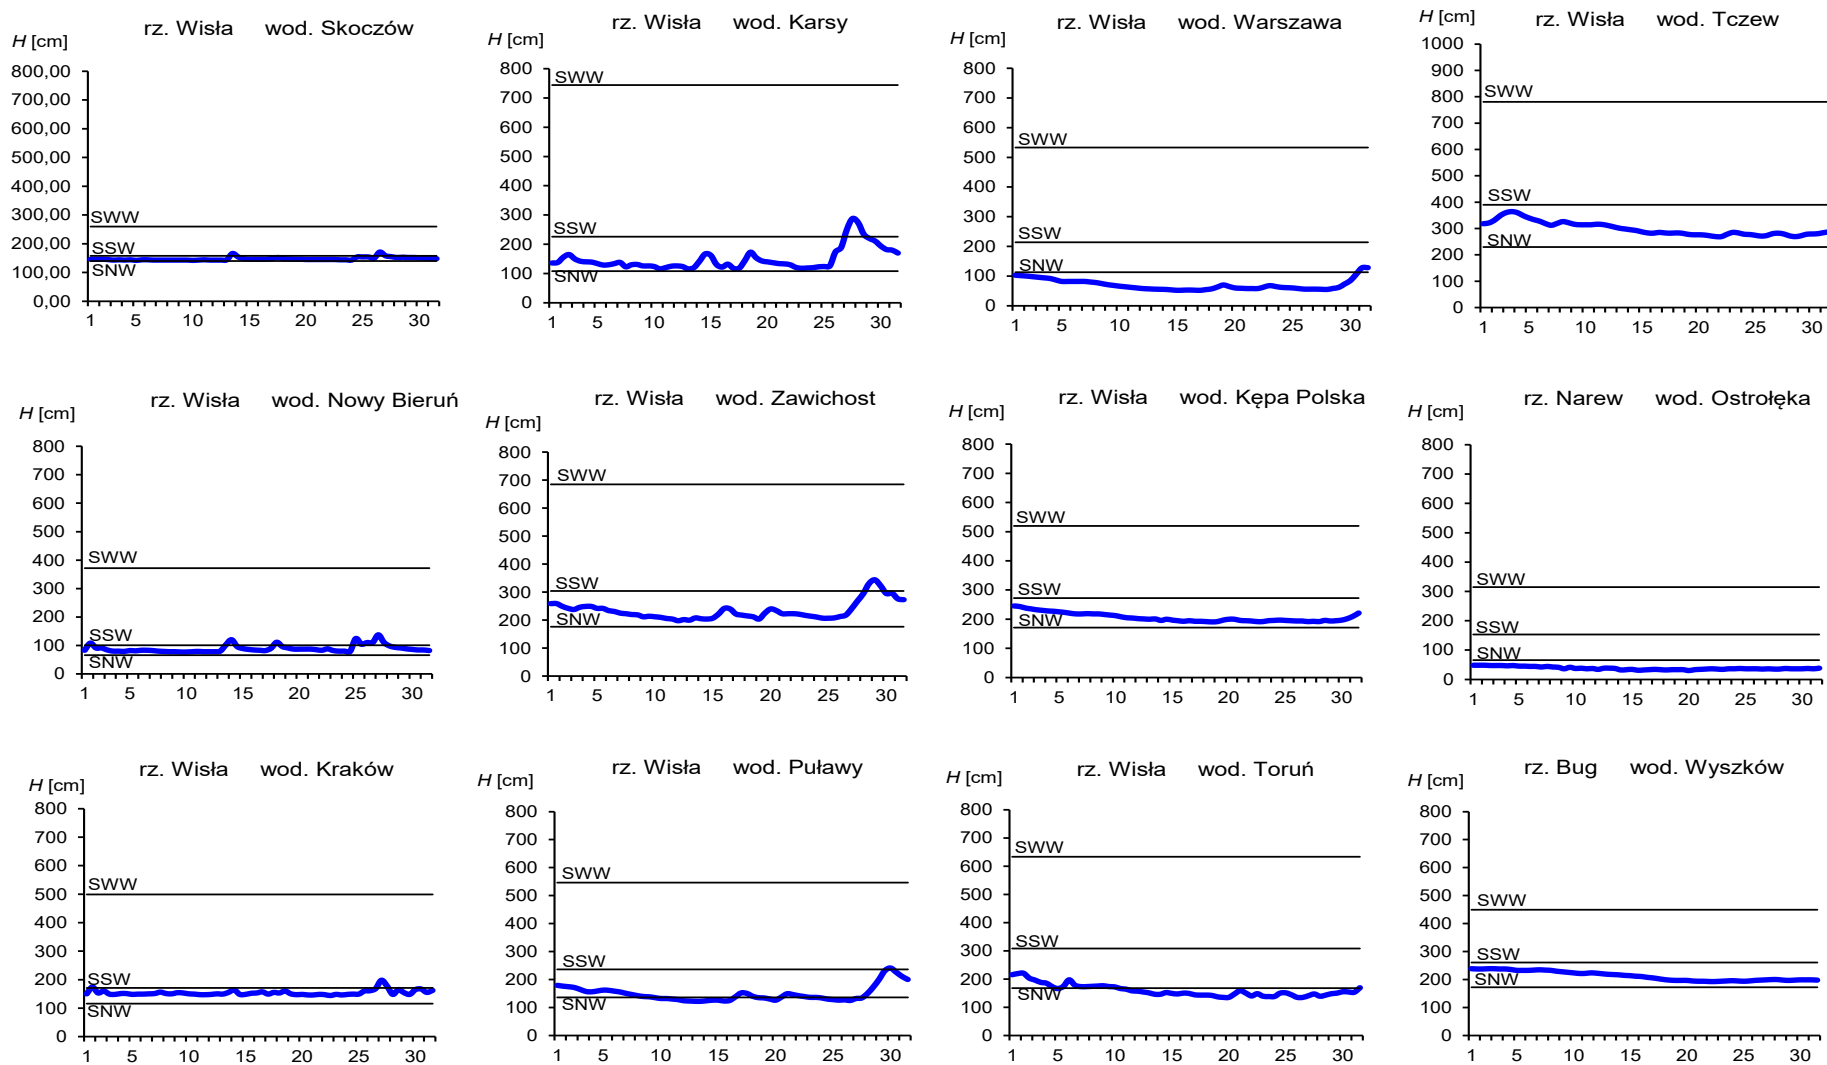 rz. Wisła wod. Skoczów
H [cm]
800,00
700,00
600,00
500,00
400,00
300,00
200,00
100,00
0,00
SWW
SSW
SNW
1 5 10 15 20 25 30
rz. Wisła wod. Karsy
H [cm]
800
700
600
500
400
300
200
100
0
SWW
SSW
SNW
1 5 10 15 20 25 30
rz. Wisła wod. Warszawa
H [cm]
800
700
600
500
400
300
200
100
0
SWW
SSW
SNW
1 5 10 15 20 25 30
rz. Wisła wod. Tczew
H [cm]
1000
900
800
700
600
500
400
300
200
100
0
SWW
SSW
SNW
1 5 10 15 20 25 30
rz. Wisła wod. Nowy Bieruń
H [cm]
800
700
600
500
400
300
200
100
0
SWW
SSW
SNW
1 5 10 15 20 25 30
rz. Wisła wod. Zawichost
H [cm]
800
700
600
500
400
300
200
100
0
SWW
SSW
SNW
1 5 10 15 20 25 30
rz. Wisła wod. Kępa Polska
H [cm]
800
700
600
500
400
300
200
100
0
SWW
SSW
SNW
1 5 10 15 20 25 30
rz. Narew wod. Ostrołęka
H [cm]
800
700
600
500
400
300
200
100
0
SWW
SSW
SNW
1 5 10 15 20 25 30
rz. Wisła wod. Kraków
H [cm]
800
700
600
500
400
300
200
100
0
SWW
SSW
SNW
1 5 10 15 20 25 30
rz. Wisła wod. Puławy
H [cm]
800
700
600
500
400
300
200
100
0
SWW
SSW
SNW
1 5 10 15 20 25 30
rz. Wisła wod. Toruń
H [cm]
800
700
600
500
400
300
200
100
0
SWW
SSW
SNW
1 5 10 15 20 25 30
rz. Bug wod. Wyszków
H [cm]
800
700
600
500
400
300
200
100
0
SWW
SSW
SNW
1 5 10 15 20 25 30